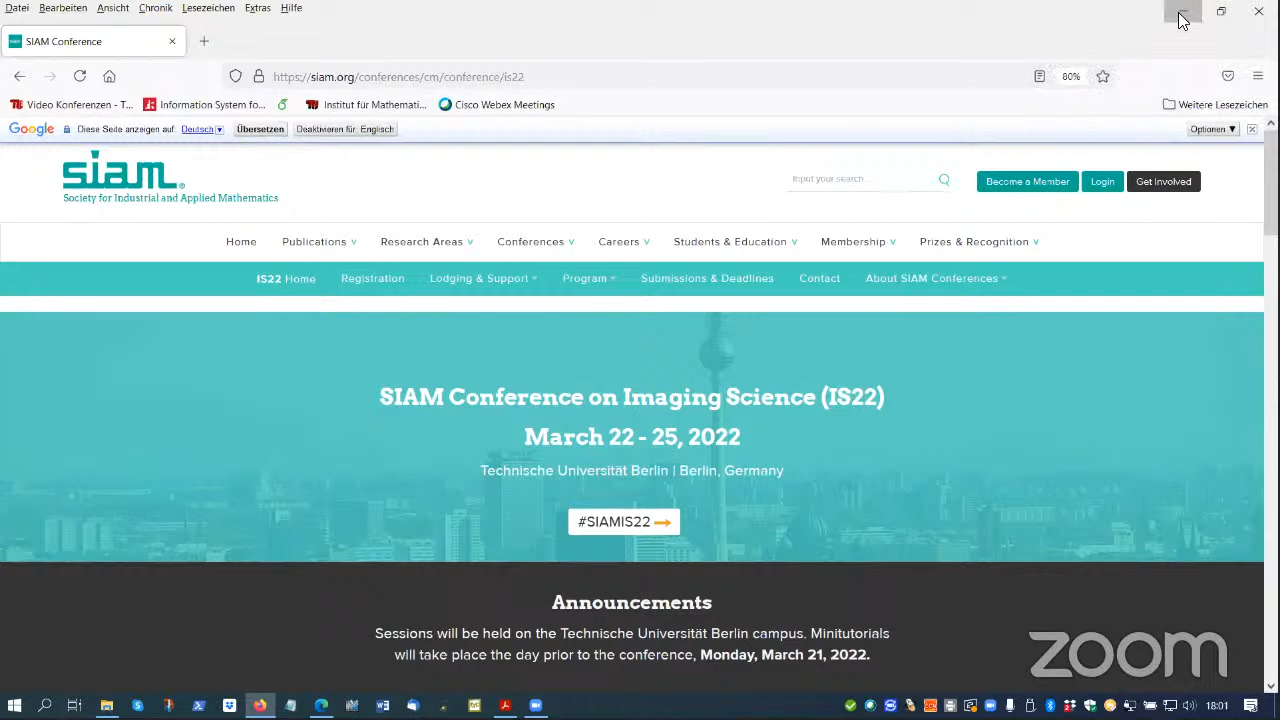 Datei Bearbeiten Ansicht Chronik Lesezeichen Extras Hilfe
SIAM Conference
https://siam.org/conferences/cm/conference/is22
80%
Video Konferenzen - T... Information System fo... Institut für Mathemati... Cisco Webex Meetings
Weitere Lesezeichen
Google Diese Seite anzeigen auf: Deutsch Übersetzen Deaktivieren für: Englisch
Optionen
siam®
Society for Industrial and Applied Mathematics
Input your search...
Become a Member Login Get Involved
Home Publications Research Areas Conferences Careers Students & Education Membership Prizes & Recognition
IS22 Home Registration Lodging & Support Program Submissions & Deadlines Contact About SIAM Conferences
SIAM Conference on Imaging Science (IS22)
March 22 - 25, 2022
Technische Universität Berlin | Berlin, Germany
#SIAMIS22
Announcements
Sessions will be held on the Technische Universität Berlin campus. Minitutorials
will take place the day prior to the conference, Monday, March 21, 2022.
zoom
18:01